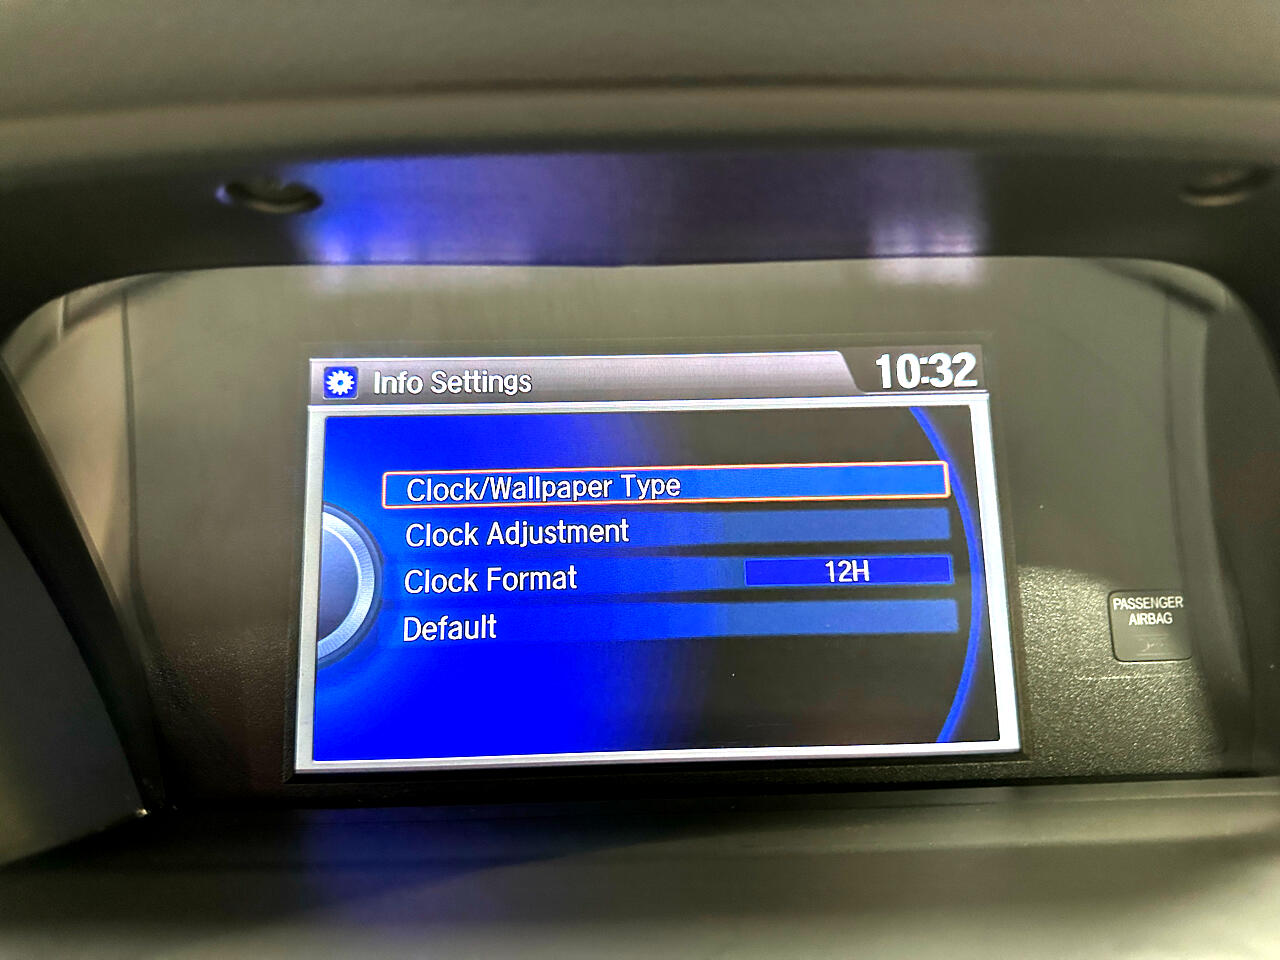 Info Settings
10:32
Clock/Wallpaper Type
Clock Adjustment
Clock Format
12H
Default
PASSENGER
AIRBAG